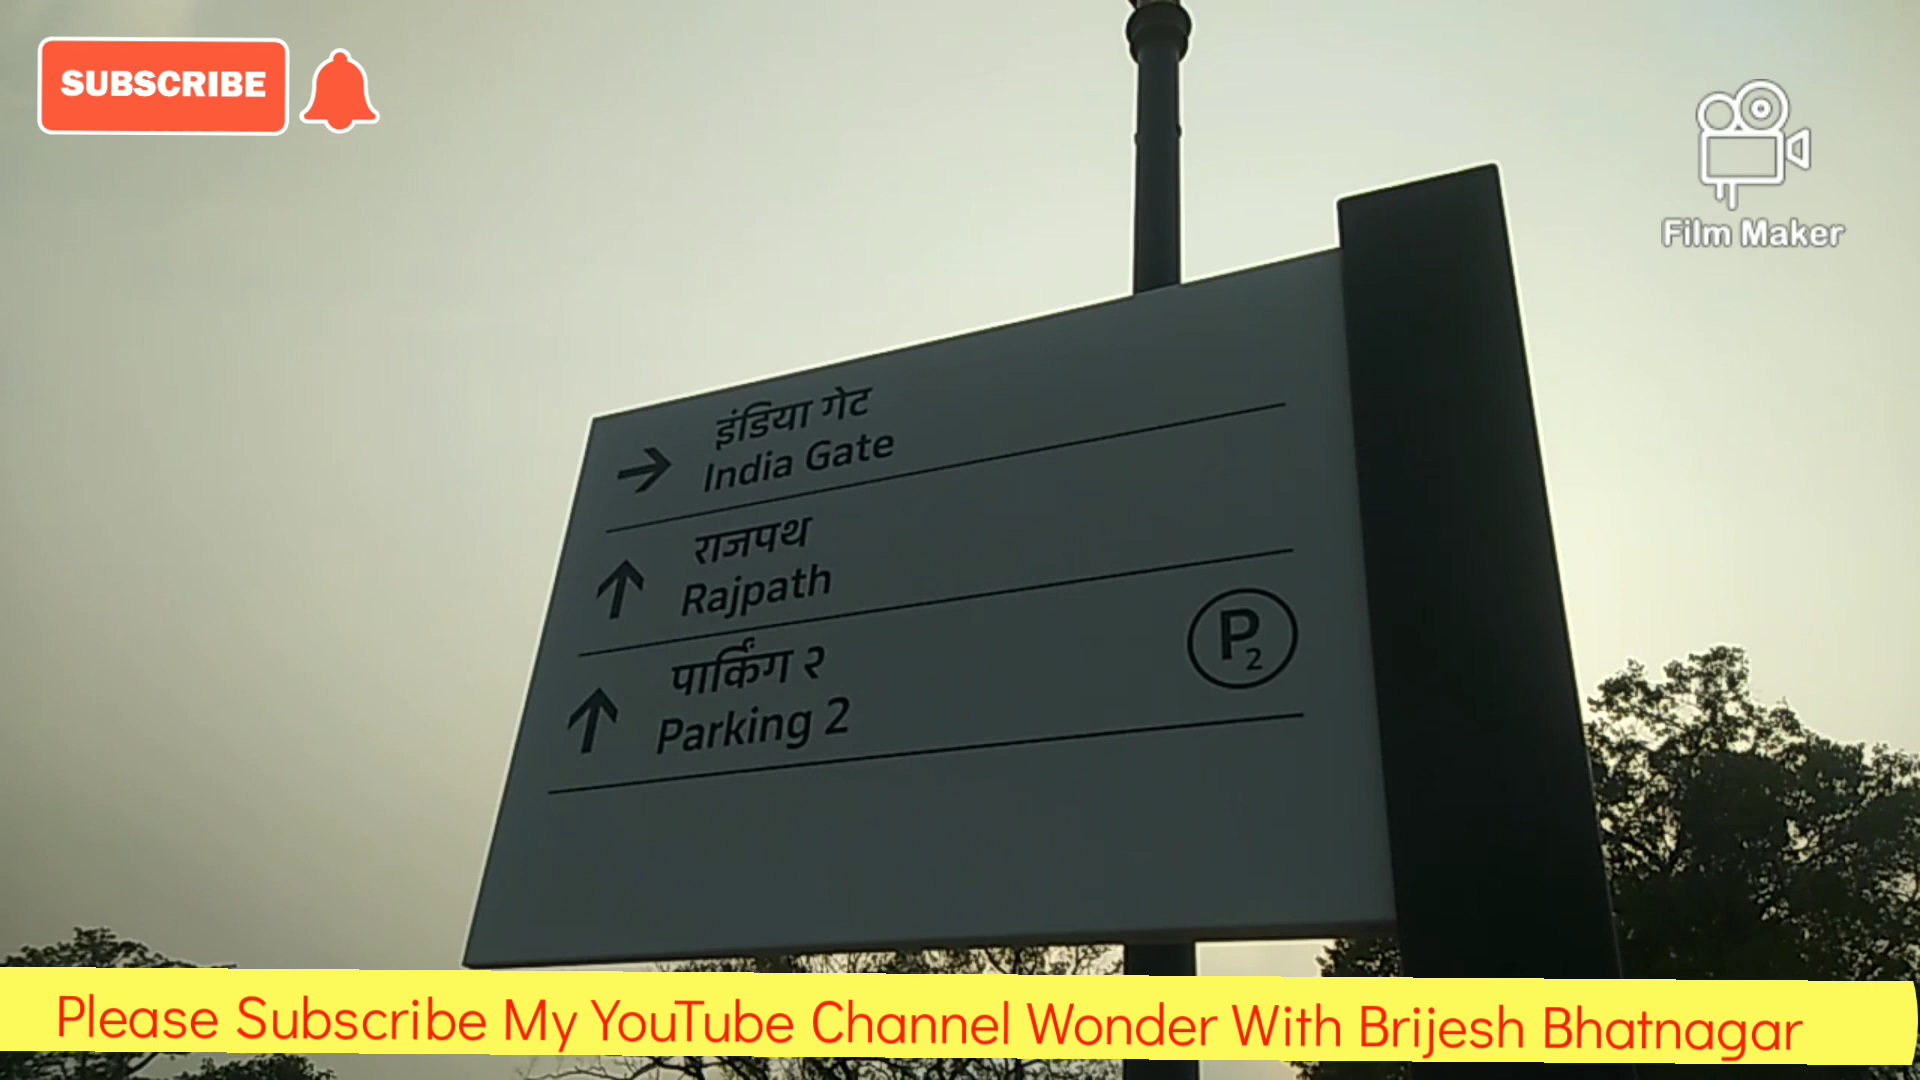 SUBSCRIBE
Film Maker
इंडिया गेट
India Gate
राजपथ
Rajpath
पार्किंग २
Parking 2
P2
Please Subscribe My YouTube Channel Wonder With Brijesh Bhatnagar